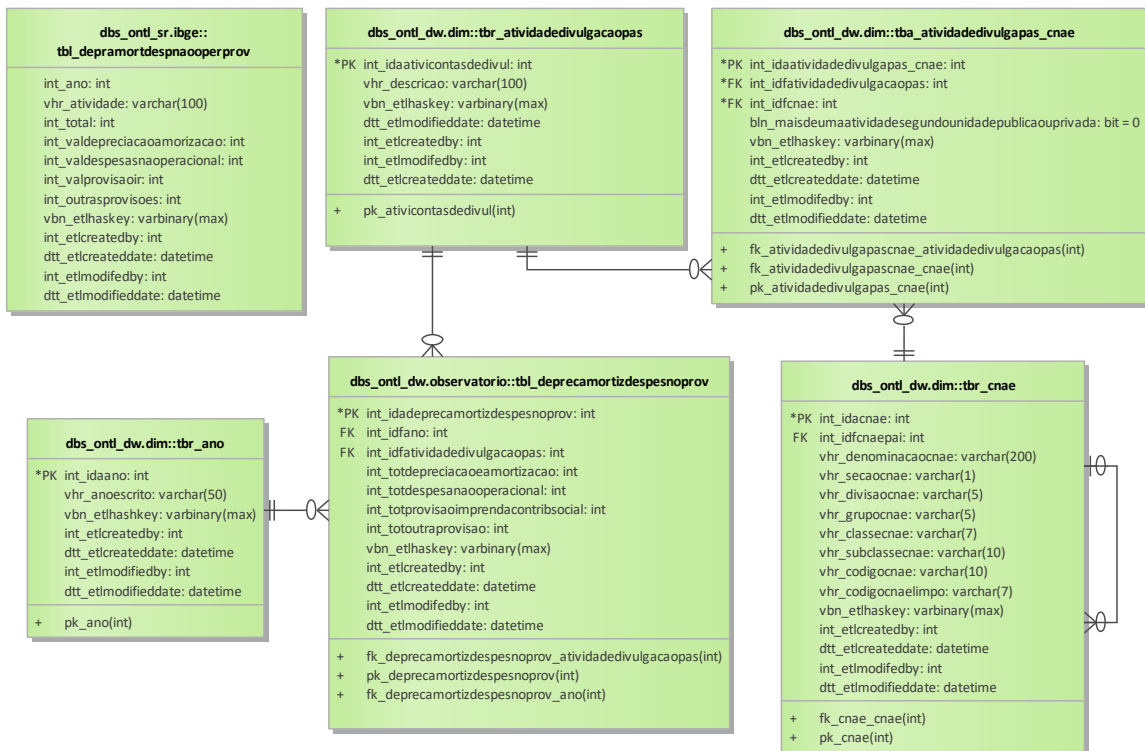 dbs_ontl_sr.ibge::
tbl_depramortdespnaooperprov
int_ano: int
vhr_atividade: varchar(100)
int_total: int
int_valdepreciacaoamorizacao: int
int_valdespesasnaoperacional: int
int_valprovisaoir: int
int_outrasprovisoes: int
vbn_etlhaskey: varbinary(max)
int_etlcreatedby: int
dtt_etlcreateddate: datetime
int_etlmodifedby: int
dtt_etlmodifieddate: datetime
dbs_ontl_dw.dim::tbr_atividadedivulgacaopas
*PK int_idaativicontasdedivul: int
vhr_descricao: varchar(100)
vbn_etlhaskey: varbinary(max)
dtt_etlmodifieddate: datetime
int_etlcreatedby: int
int_etlmodifedby: int
dtt_etlcreateddate: datetime
+ pk_ativicontasdedivul(int)
dbs_ontl_dw.dim::tba_atividadedivulgapas_cnae
*PK int_idaatividadedivulgapas_cnae: int
*FK int_idfatividadedivulgacaopas: int
*FK int_idfcnae: int
bln_maisdeumaatividadesegundounidadepublicaouprivada: bit = 0
vbn_etlhaskey: varbinary(max)
int_etlcreatedby: int
dtt_etlcreateddate: datetime
int_etlmodifedby: int
dtt_etlmodifieddate: datetime
+ fk_atividadedivulgapascnae_atividadedivulgacaopas(int)
+ fk_atividadedivulgapascnae_cnae(int)
+ pk_atividadedivulgapas_cnae(int)
dbs_ontl_dw.dim::tbr_ano
*PK int_idaano: int
vhr_anoescrito: varchar(50)
vbn_etlhashkey: varbinary(max)
int_etlcreatedby: int
dtt_etlcreateddate: datetime
int_etlmodifiedby: int
dtt_etlmodifieddate: datetime
+ pk_ano(int)
dbs_ontl_dw.observatorio::tbl_deprecamortizdespesnoprov
*PK int_idadeprecamortizdespesnoprov: int
FK int_idfano: int
FK int_idfatividadedivulgacaopas: int
int_totdepreciacaoeamortizacao: int
int_totdespesanaooperacional: int
int_totprovisaoimprendacontribsocial: int
int_totoutraprovisao: int
vbn_etlhaskey: varbinary(max)
int_etlcreatedby: int
dtt_etlcreateddate: datetime
int_etlmodifedby: int
dtt_etlmodifieddate: datetime
+ fk_deprecamortizdespesnoprov_atividadedivulgacaopas(int)
+ pk_deprecamortizdespesnoprov(int)
+ fk_deprecamortizdespesnoprov_ano(int)
dbs_ontl_dw.dim::tbr_cnae
*PK int_idacnae: int
FK int_idfcnaepai: int
vhr_denominacaocnae: varchar(200)
vhr_secaocnae: varchar(1)
vhr_divisaocnae: varchar(5)
vhr_grupocnae: varchar(5)
vhr_classecnae: varchar(7)
vhr_subclassecnae: varchar(10)
vhr_codigocnae: varchar(10)
vhr_codigocnaelimpo: varchar(7)
vbn_etlhaskey: varbinary(max)
int_etlcreatedby: int
dtt_etlcreateddate: datetime
int_etlmodifedby: int
dtt_etlmodifieddate: datetime
+ fk_cnae_cnae(int)
+ pk_cnae(int)